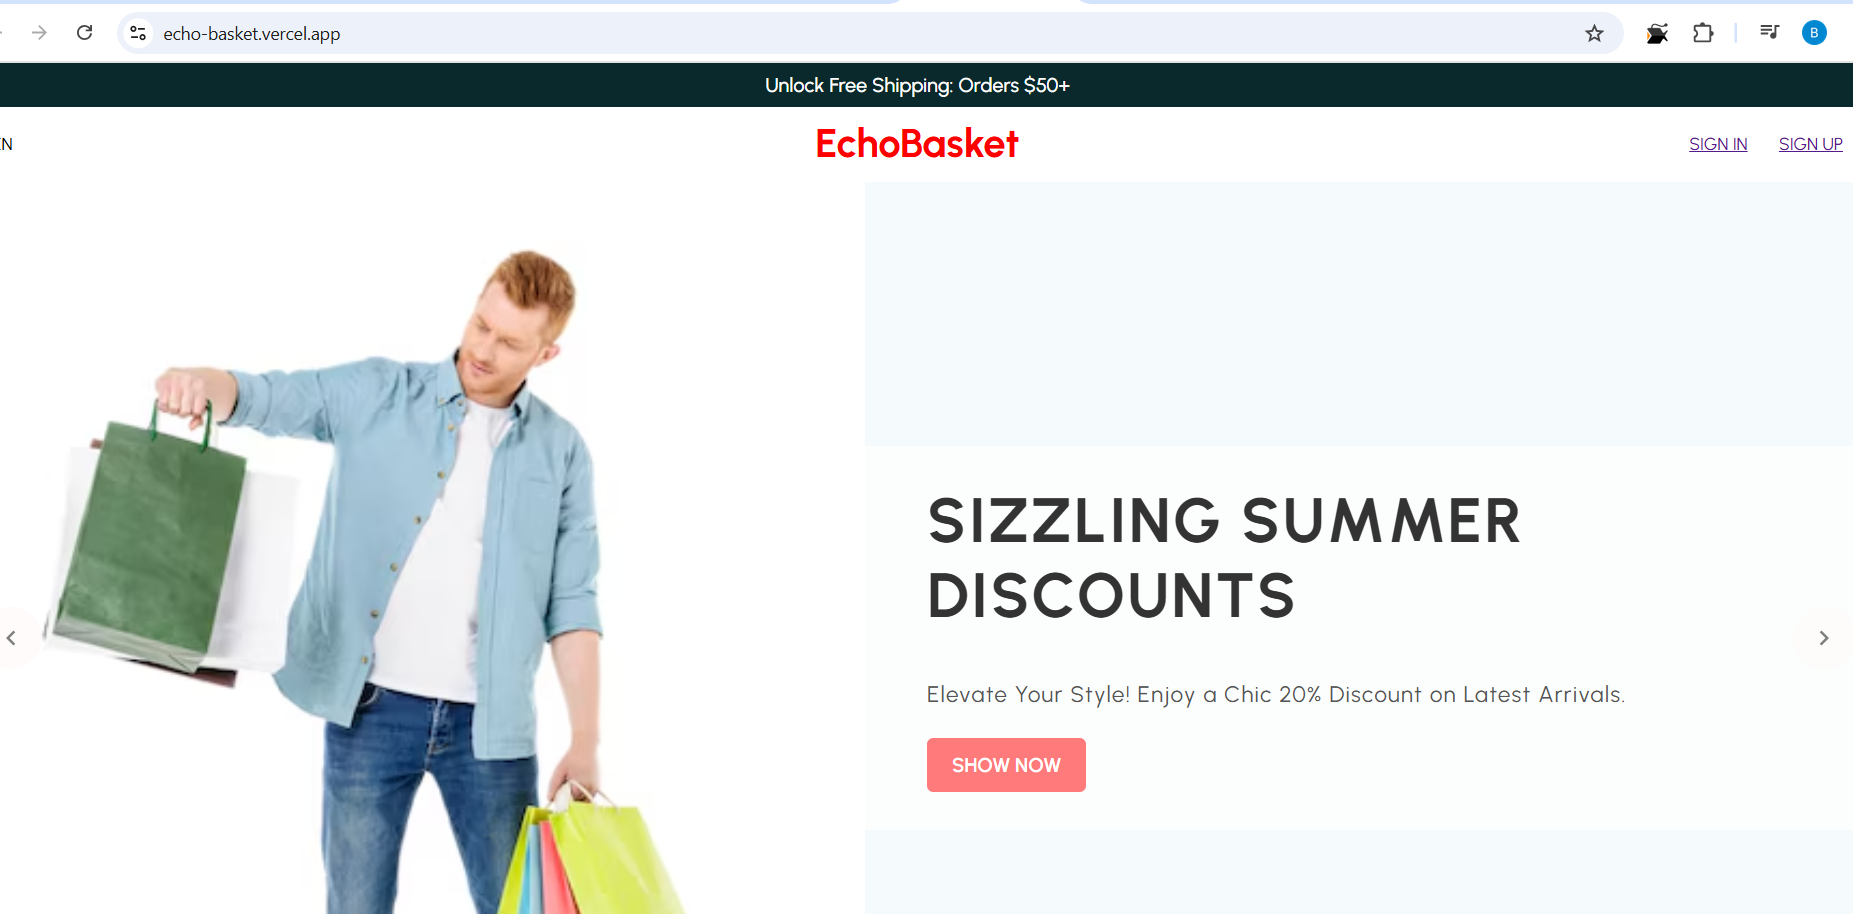 echo-basket.vercel.app
B
Unlock Free Shipping: Orders $50+
EN
EchoBasket
SIGN IN
SIGN UP
SIZZLING SUMMER
DISCOUNTS
Elevate Your Style! Enjoy a Chic 20% Discount on Latest Arrivals.
SHOW NOW